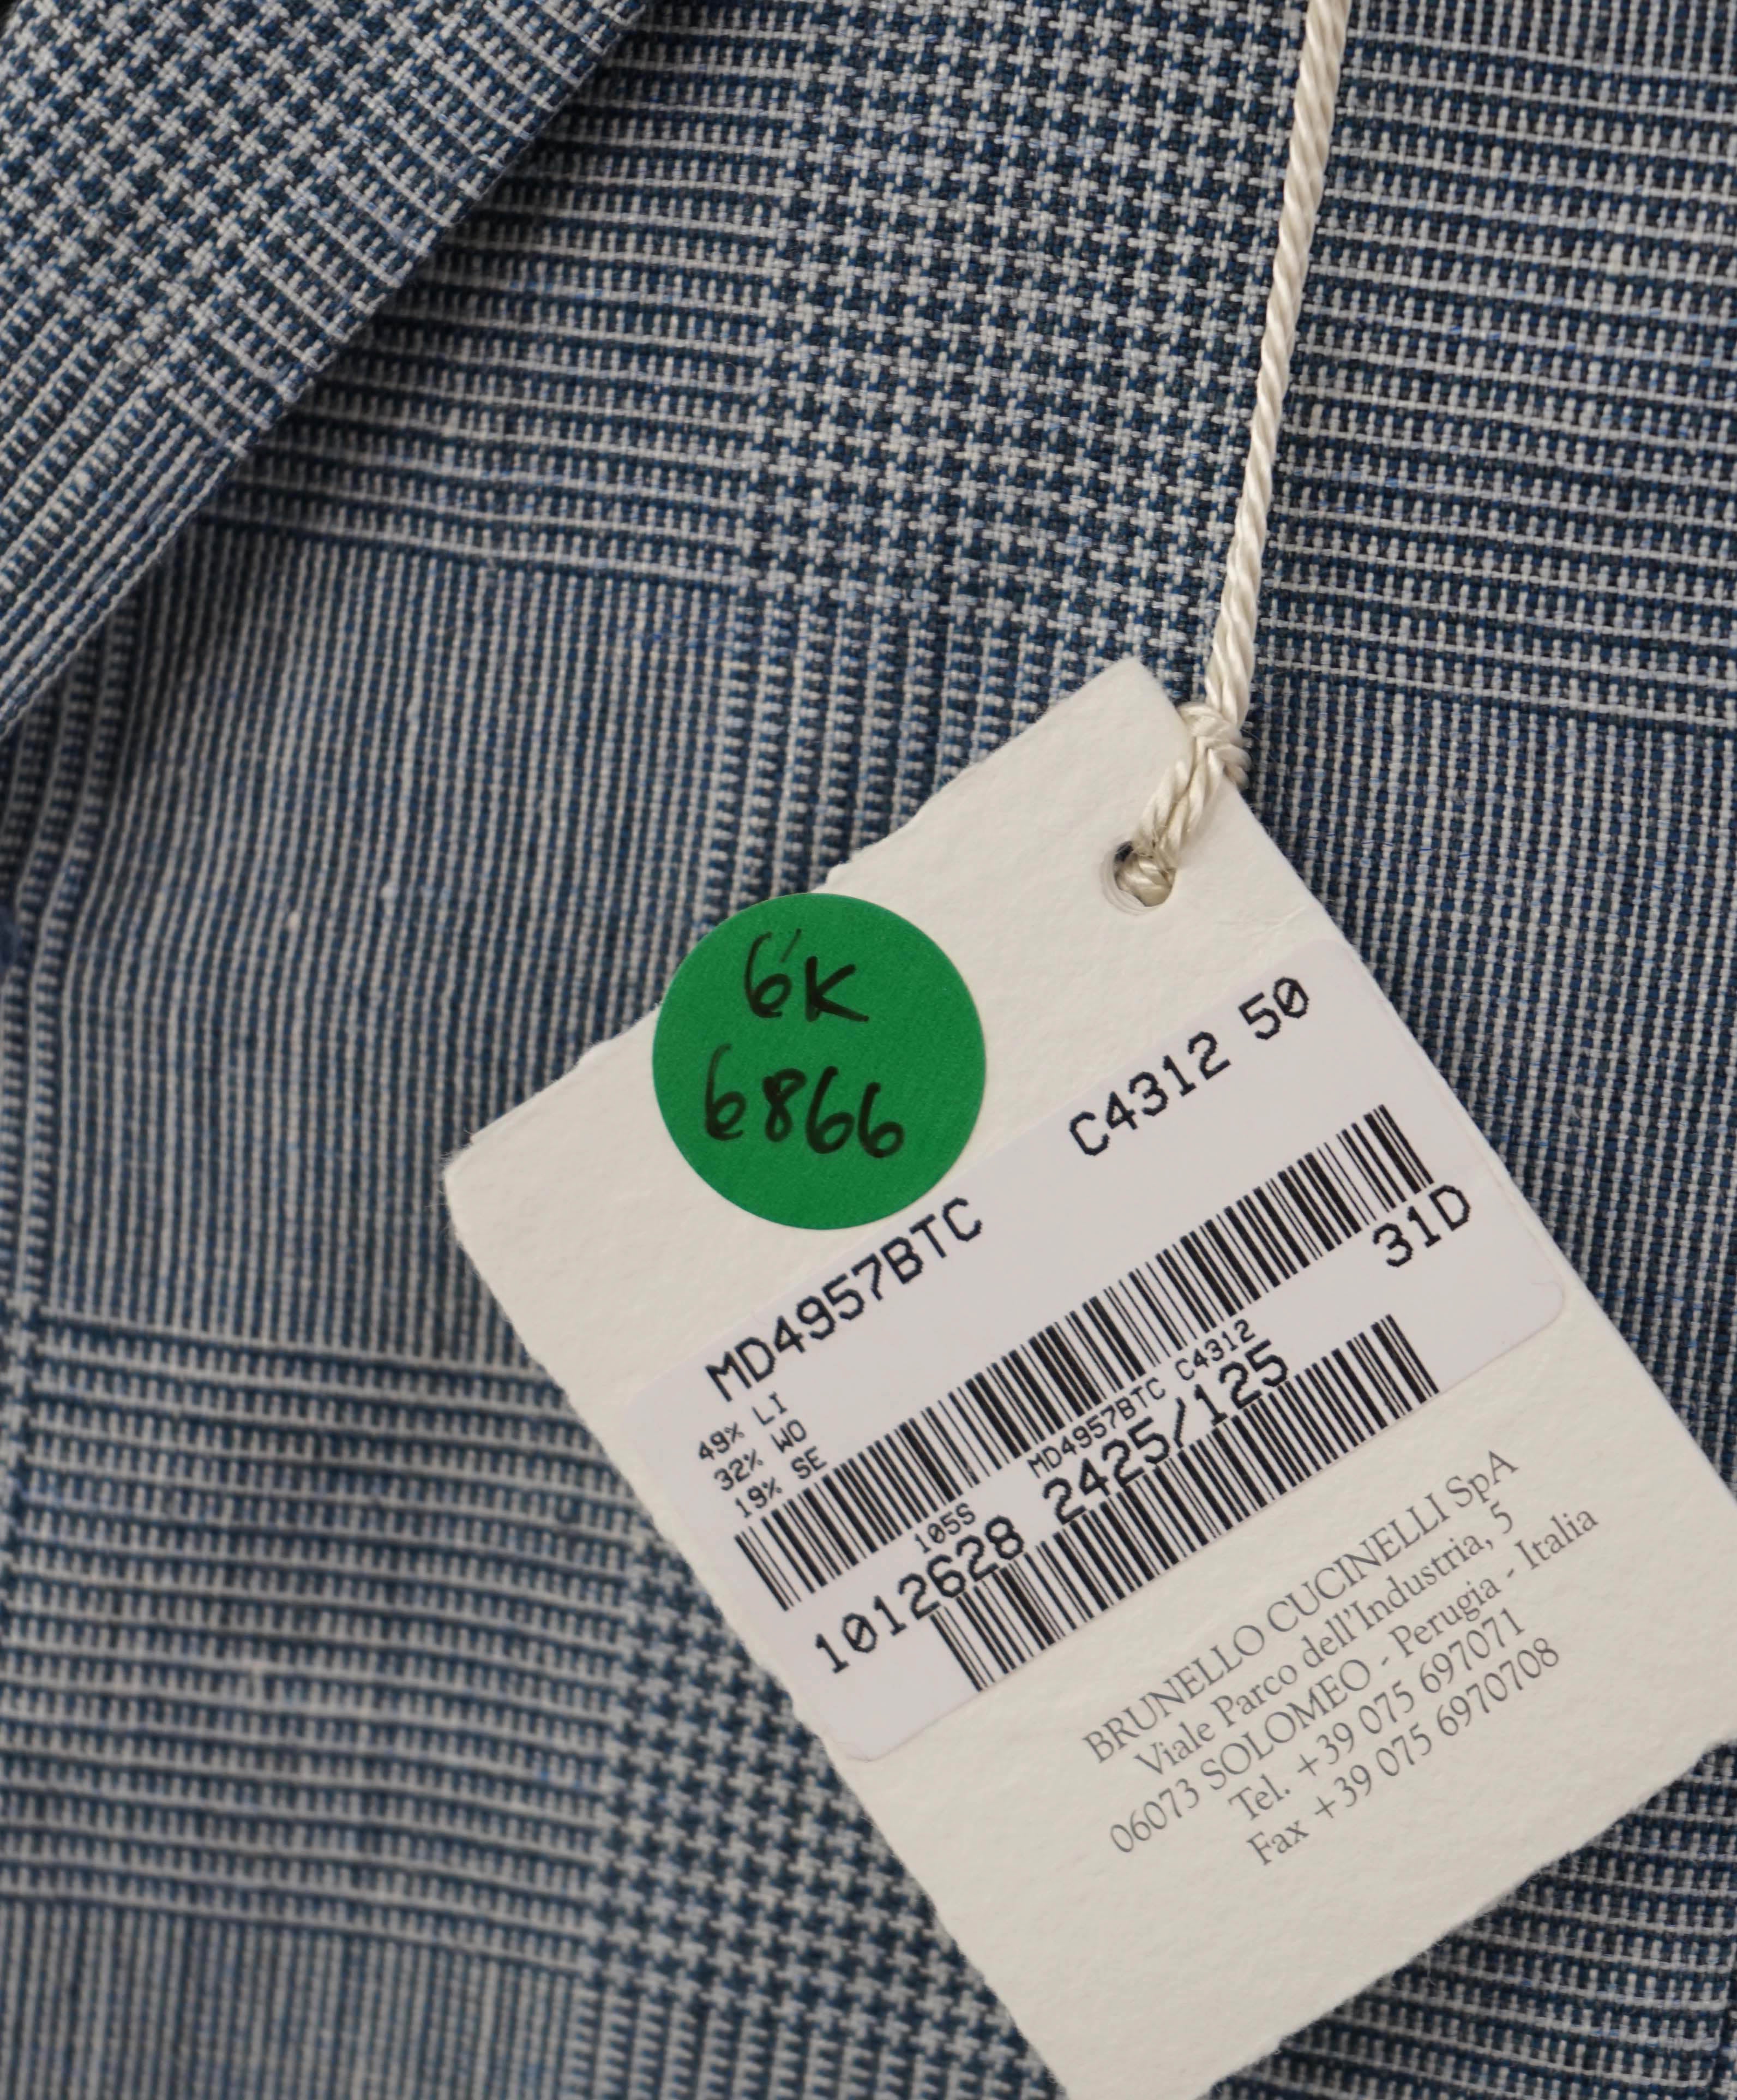 6K
6866
MD4957BTC C4312 50
49% LI
32% WO
19% SE
31D
105S
MD4957BTC C4312
1012628 2425/125
BRUNELLO CUCINELLI SpA
Viale Parco dell'Industria, 5
06073 SOLOMEO - Perugia - Italia
Tel. +39 075 697071
Fax +39 075 6970708